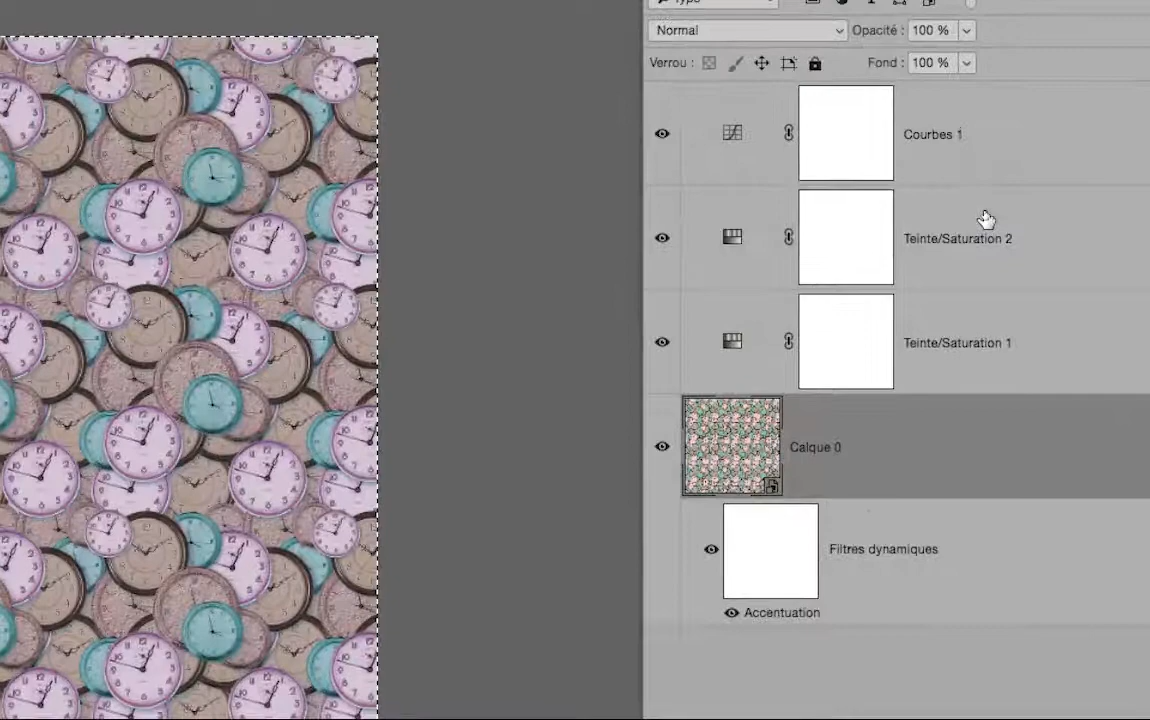 Type
Normal
Opacité : 100 %
Verrou :
Fond : 100 %
Courbes 1
Teinte/Saturation 2
Teinte/Saturation 1
Calque 0
Filtres dynamiques
Accentuation